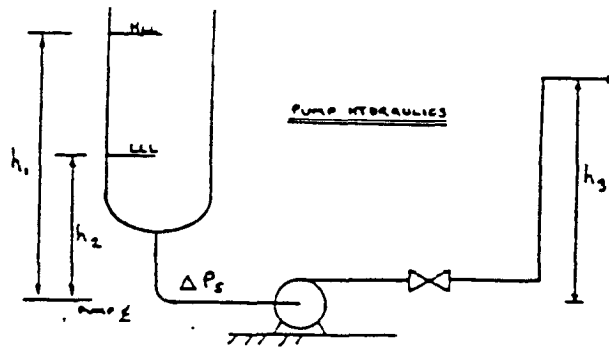 HLL
PUMP HYDRAULICS
LLL
h₁
h₃
h₂
ΔPs
PUMP ⅊